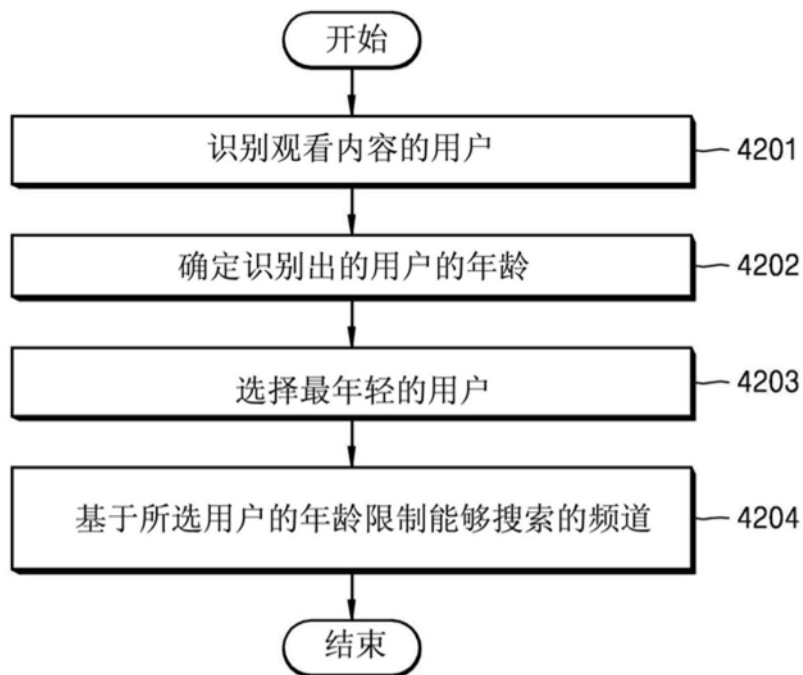 开始
识别观看内容的用户
4201
确定识别出的用户的年龄
4202
选择最年轻的用户
4203
基于所选用户的年龄限制能够搜索的频道
4204
结束